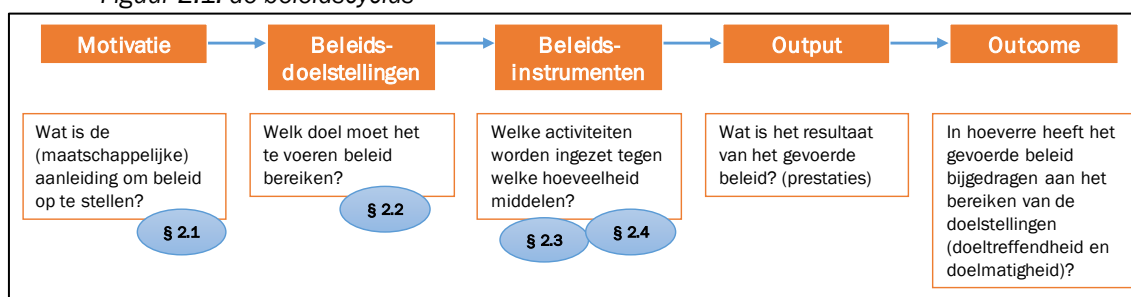 Figuur 2.1: de beleidscyclus
Motivatie
Beleids-
doelstellingen
Beleids-
instrumenten
Output
Outcome
Wat is de
(maatschappelijke)
aanleiding om beleid
op te stellen?
§ 2.1
Welk doel moet het
te voeren beleid
bereiken?
§ 2.2
Welke activiteiten
worden ingezet tegen
welke hoeveelheid
middelen?
§ 2.3
§ 2.4
Wat is het resultaat
van het gevoerde
beleid? (prestaties)
In hoeverre heeft het
gevoerde beleid
bijgedragen aan het
bereiken van de
doelstellingen
(doeltreffendheid en
doelmatigheid)?